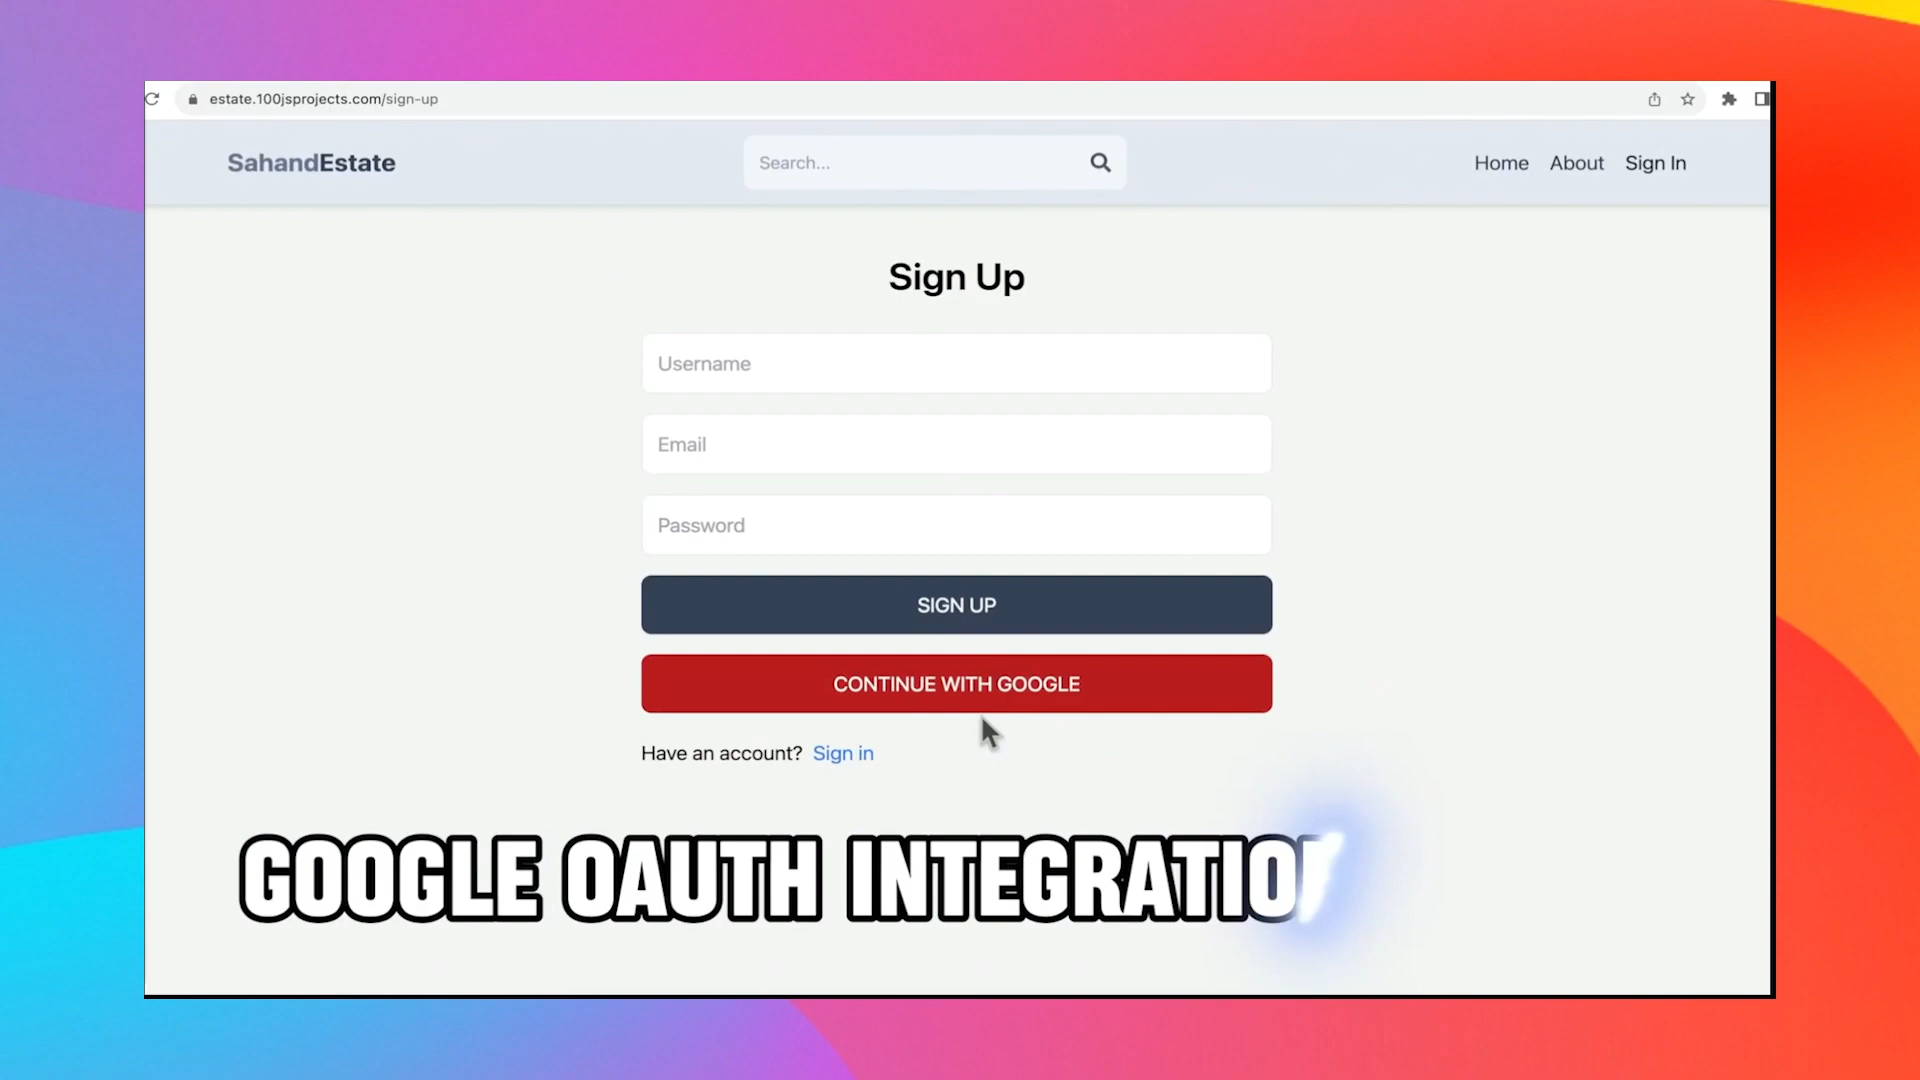 estate.100jsprojects.com/sign-up
SahandEstate
Search...
Home About Sign In
Sign Up
Username
Email
Password
SIGN UP
CONTINUE WITH GOOGLE
Have an account? Sign in
GOOGLE OAUTH INTEGRATION